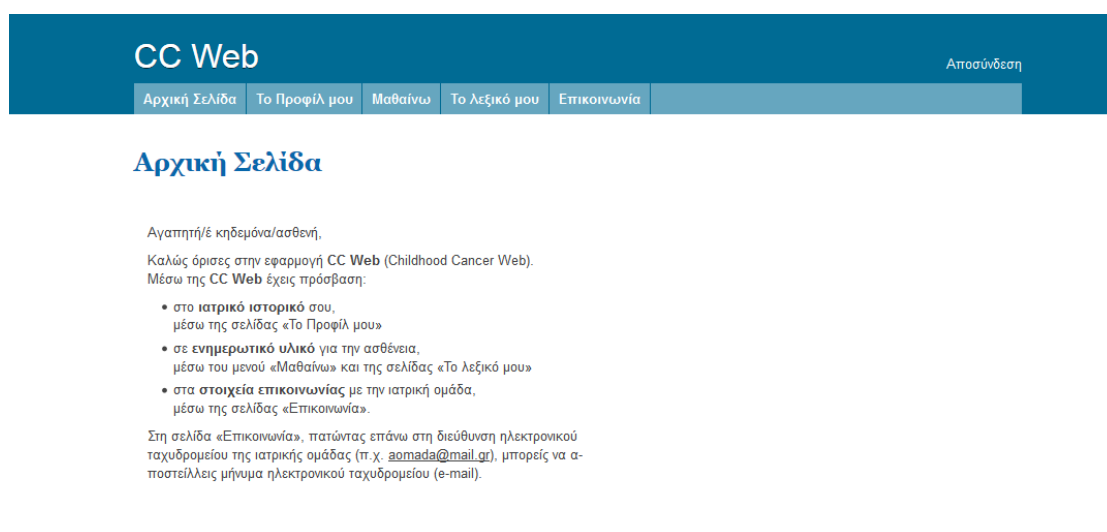 CC Web
Αποσύνδεση
Αρχική Σελίδα Το Προφίλ μου Μαθαίνω Το λεξικό μου Επικοινωνία
Αρχική Σελίδα
Αγαπητή/έ κηδεμόνα/ασθενή,
Καλώς όρισες στην εφαρμογή CC Web (Childhood Cancer Web).
Μέσω της CC Web έχεις πρόσβαση:
• στο ιατρικό ιστορικό σου,
μέσω της σελίδας «Το Προφίλ μου»
• σε ενημερωτικό υλικό για την ασθένεια,
μέσω του μενού «Μαθαίνω» και της σελίδας «Το λεξικό μου»
• στα στοιχεία επικοινωνίας με την ιατρική ομάδα,
μέσω της σελίδας «Επικοινωνία».
Στη σελίδα «Επικοινωνία», πατώντας επάνω στη διεύθυνση ηλεκτρονικού
ταχυδρομείου της ιατρικής ομάδας (π.χ. aomada@mail.gr), μπορείς να α-
ποστείλλεις μήνυμα ηλεκτρονικού ταχυδρομείου (e-mail).